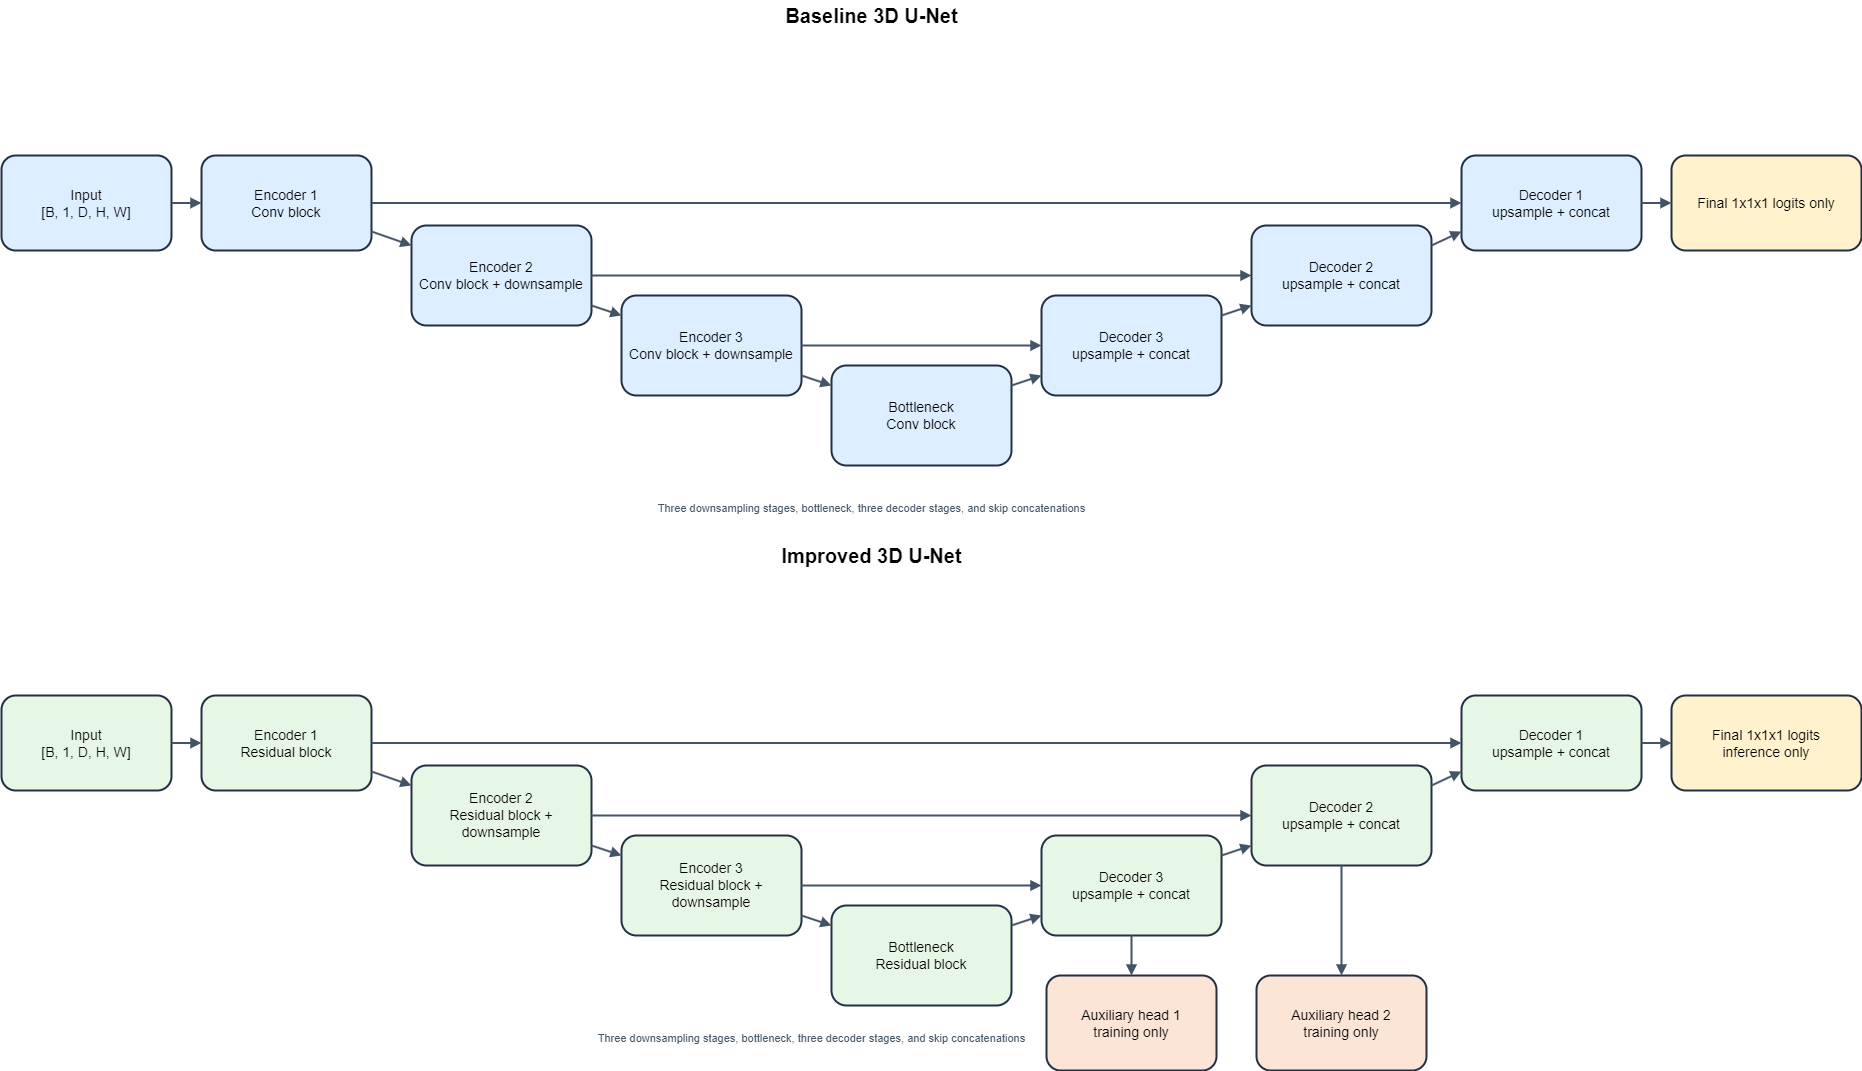 Baseline 3D U-Net
Input
[B, 1, D, H, W]
Encoder 1
Conv block
Decoder 1
upsample + concat
Final 1x1x1 logits only
Encoder 2
Conv block + downsample
Decoder 2
upsample + concat
Encoder 3
Conv block + downsample
Decoder 3
upsample + concat
Bottleneck
Conv block
Three downsampling stages, bottleneck, three decoder stages, and skip concatenations
Improved 3D U-Net
Input
[B, 1, D, H, W]
Encoder 1
Residual block
Decoder 1
upsample + concat
Final 1x1x1 logits
inference only
Encoder 2
Residual block +
downsample
Decoder 2
upsample + concat
Encoder 3
Residual block +
downsample
Decoder 3
upsample + concat
Bottleneck
Residual block
Auxiliary head 1
training only
Auxiliary head 2
training only
Three downsampling stages, bottleneck, three decoder stages, and skip concatenations